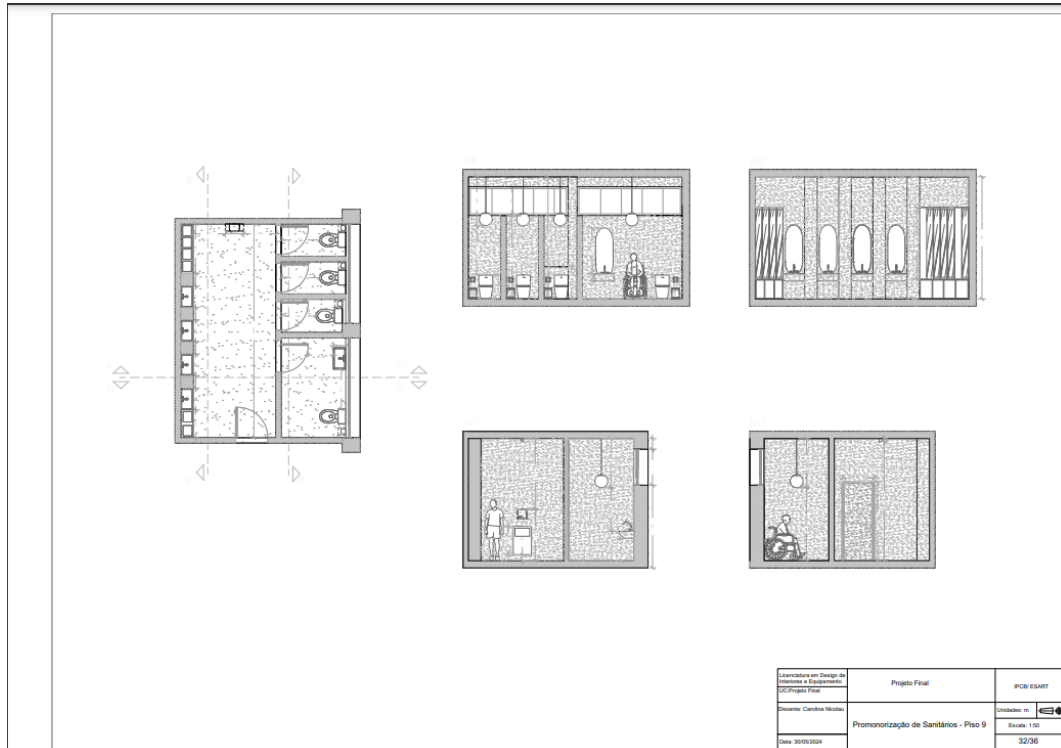 Licenciatura em Design de
Interiores e Equipamento
UC:Projeto Final
Projeto Final
IPCB/ ESART
Discente: Carolina Nicolau
Promonorização de Sanitários - Piso 9
Unidades: m
Escala: 1:50
Data: 30/05/2024
32/36